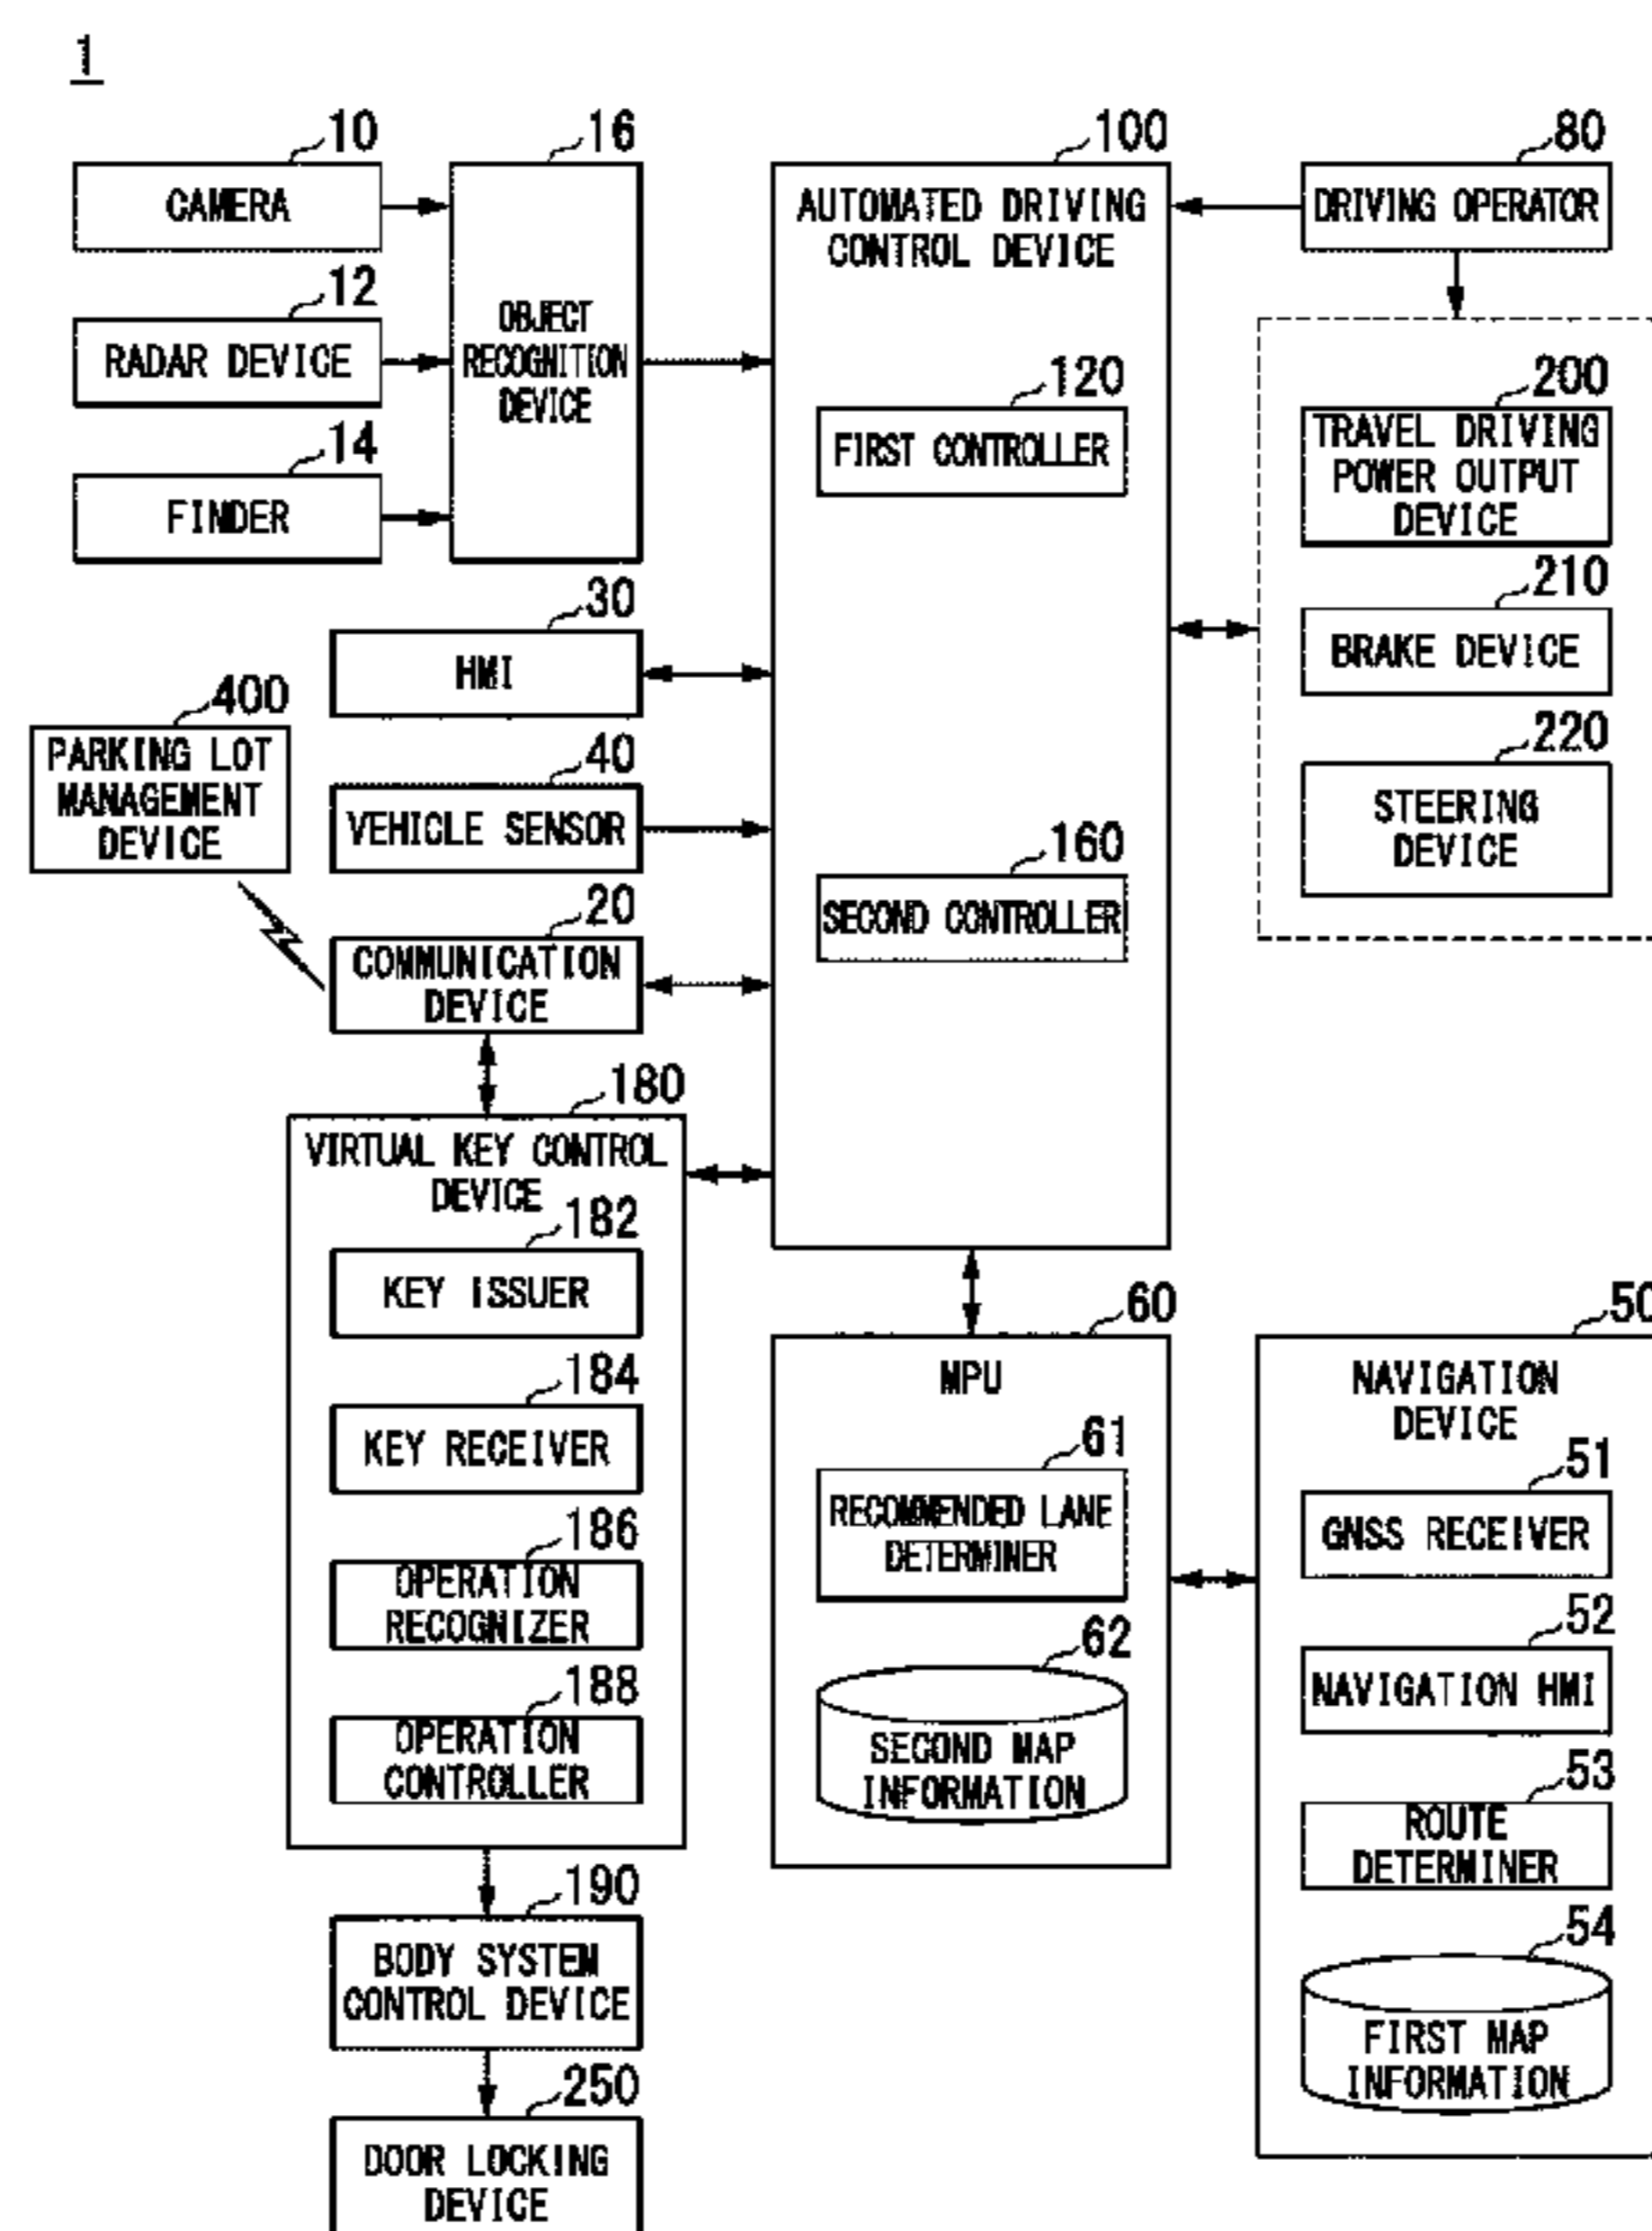 1
10
CAMERA
12
RADAR DEVICE
14
FINDER
16
OBJECT
RECOGNITION
DEVICE
30
HMI
400
PARKING LOT
MANAGEMENT
DEVICE
40
VEHICLE SENSOR
20
COMMUNICATION
DEVICE
100
AUTOMATED DRIVING
CONTROL DEVICE
120
FIRST CONTROLLER
160
SECOND CONTROLLER
80
DRIVING OPERATOR
200
TRAVEL DRIVING
POWER OUTPUT
DEVICE
210
BRAKE DEVICE
220
STEERING
DEVICE
180
VIRTUAL KEY CONTROL
DEVICE
182
KEY ISSUER
184
KEY RECEIVER
186
OPERATION
RECOGNIZER
188
OPERATION
CONTROLLER
190
BODY SYSTEM
CONTROL DEVICE
250
DOOR LOCKING
DEVICE
60
MPU
61
RECOMMENDED LANE
DETERMINER
62
SECOND MAP
INFORMATION
50
NAVIGATION
DEVICE
51
GNSS RECEIVER
52
NAVIGATION HMI
53
ROUTE
DETERMINER
54
FIRST MAP
INFORMATION